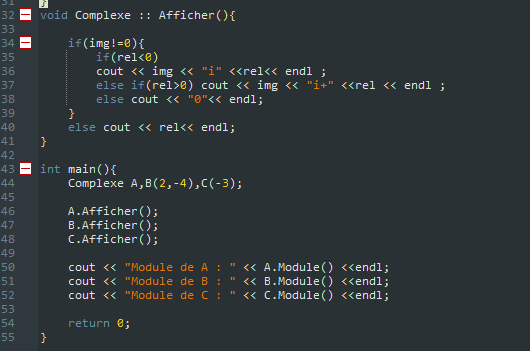 31 }
32 void Complexe :: Afficher(){
33
34 if(img!=0){
35 if(rel<0)
36 cout << img << "i" <<rel<< endl ;
37 else if(rel>0) cout << img << "i+" <<rel << endl ;
38 else cout << "0"<< endl;
39 }
40 else cout << rel<< endl;
41 }
42
43 int main(){
44 Complexe A,B(2,-4),C(-3);
45
46 A.Afficher();
47 B.Afficher();
48 C.Afficher();
49
50 cout << "Module de A : " << A.Module() <<endl;
51 cout << "Module de B : " << B.Module() <<endl;
52 cout << "Module de C : " << C.Module() <<endl;
53
54 return 0;
55 }